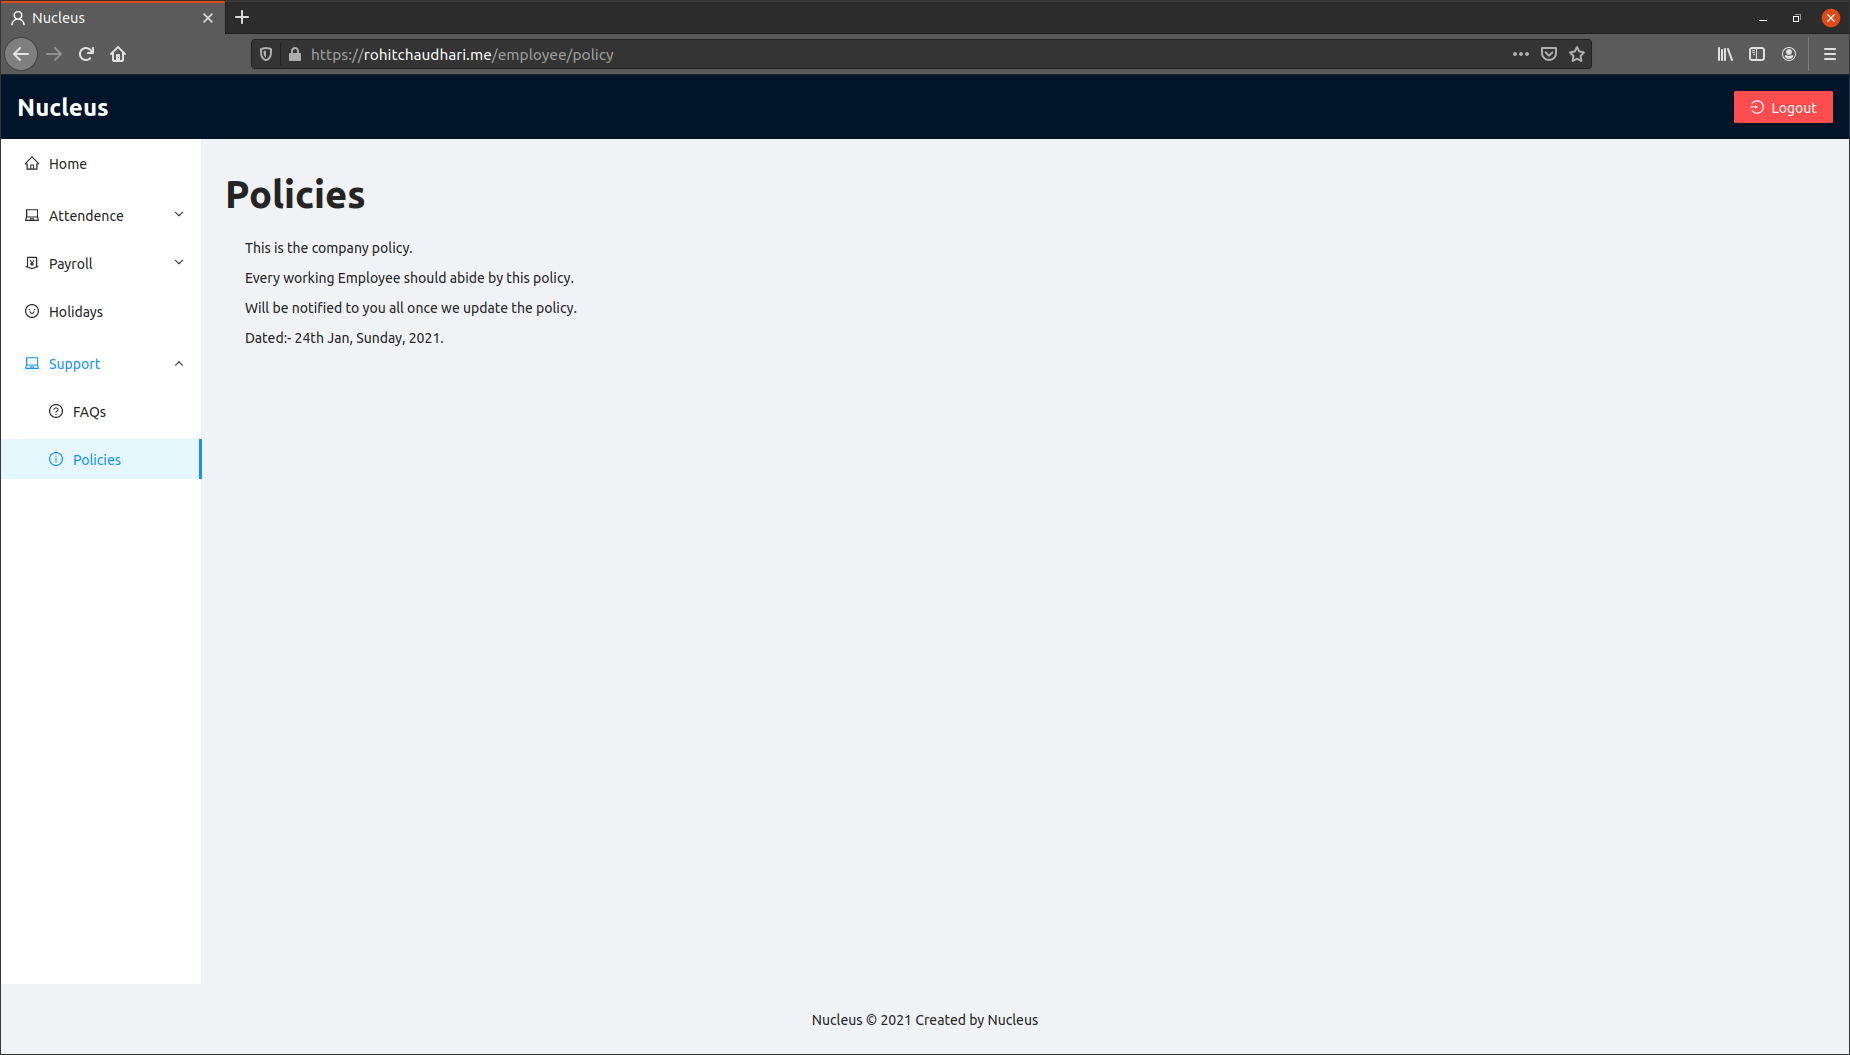 Nucleus
https://rohitchaudhari.me/employee/policy
Nucleus
Logout
Home
Attendence
Payroll
Holidays
Support
FAQs
Policies
Policies
This is the company policy.
Every working Employee should abide by this policy.
Will be notified to you all once we update the policy.
Dated:- 24th Jan, Sunday, 2021.
Nucleus © 2021 Created by Nucleus